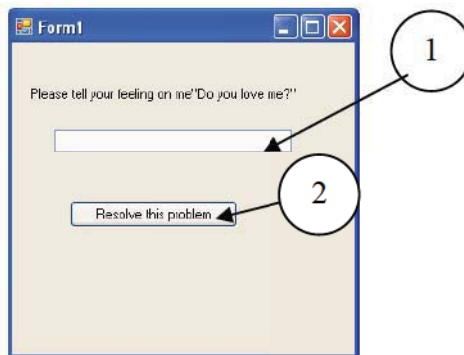 Form1
1
Please tell your feeling on me"Do you love me?"
2
Resolve this problem